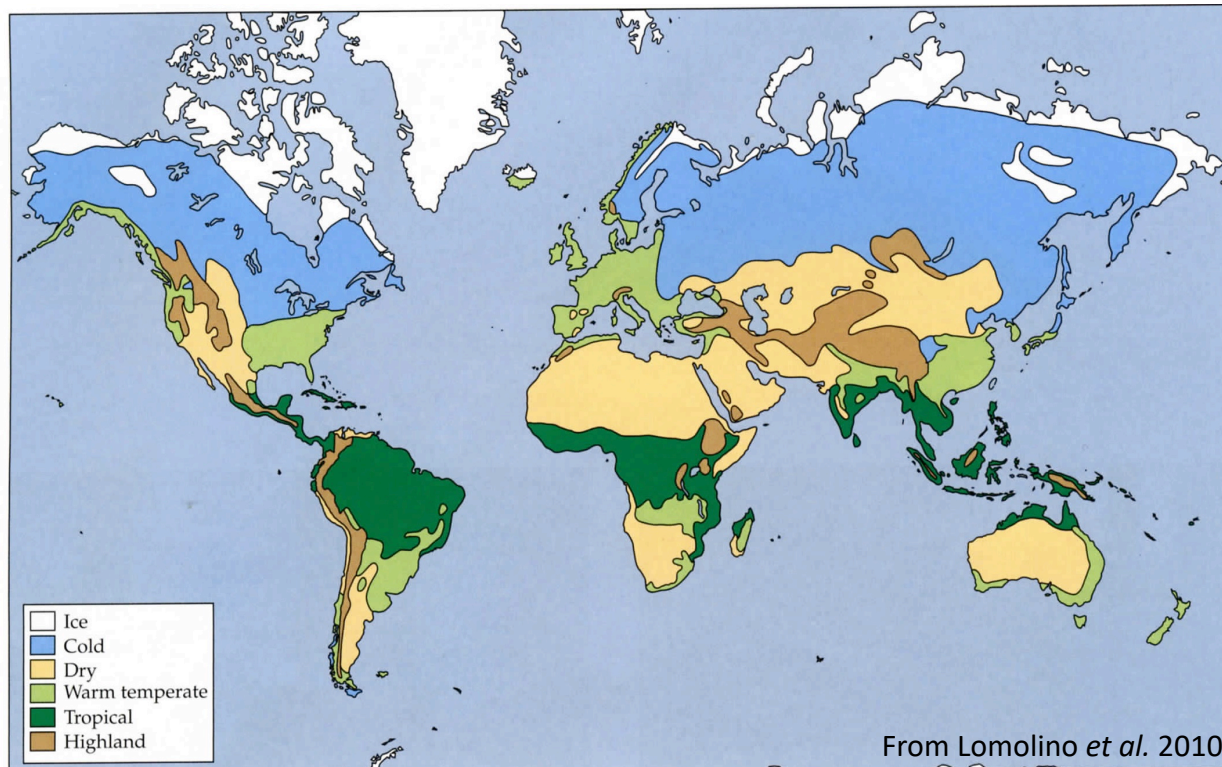 Ice
Cold
Dry
Warm temperate
Tropical
Highland
From Lomolino et al. 2010